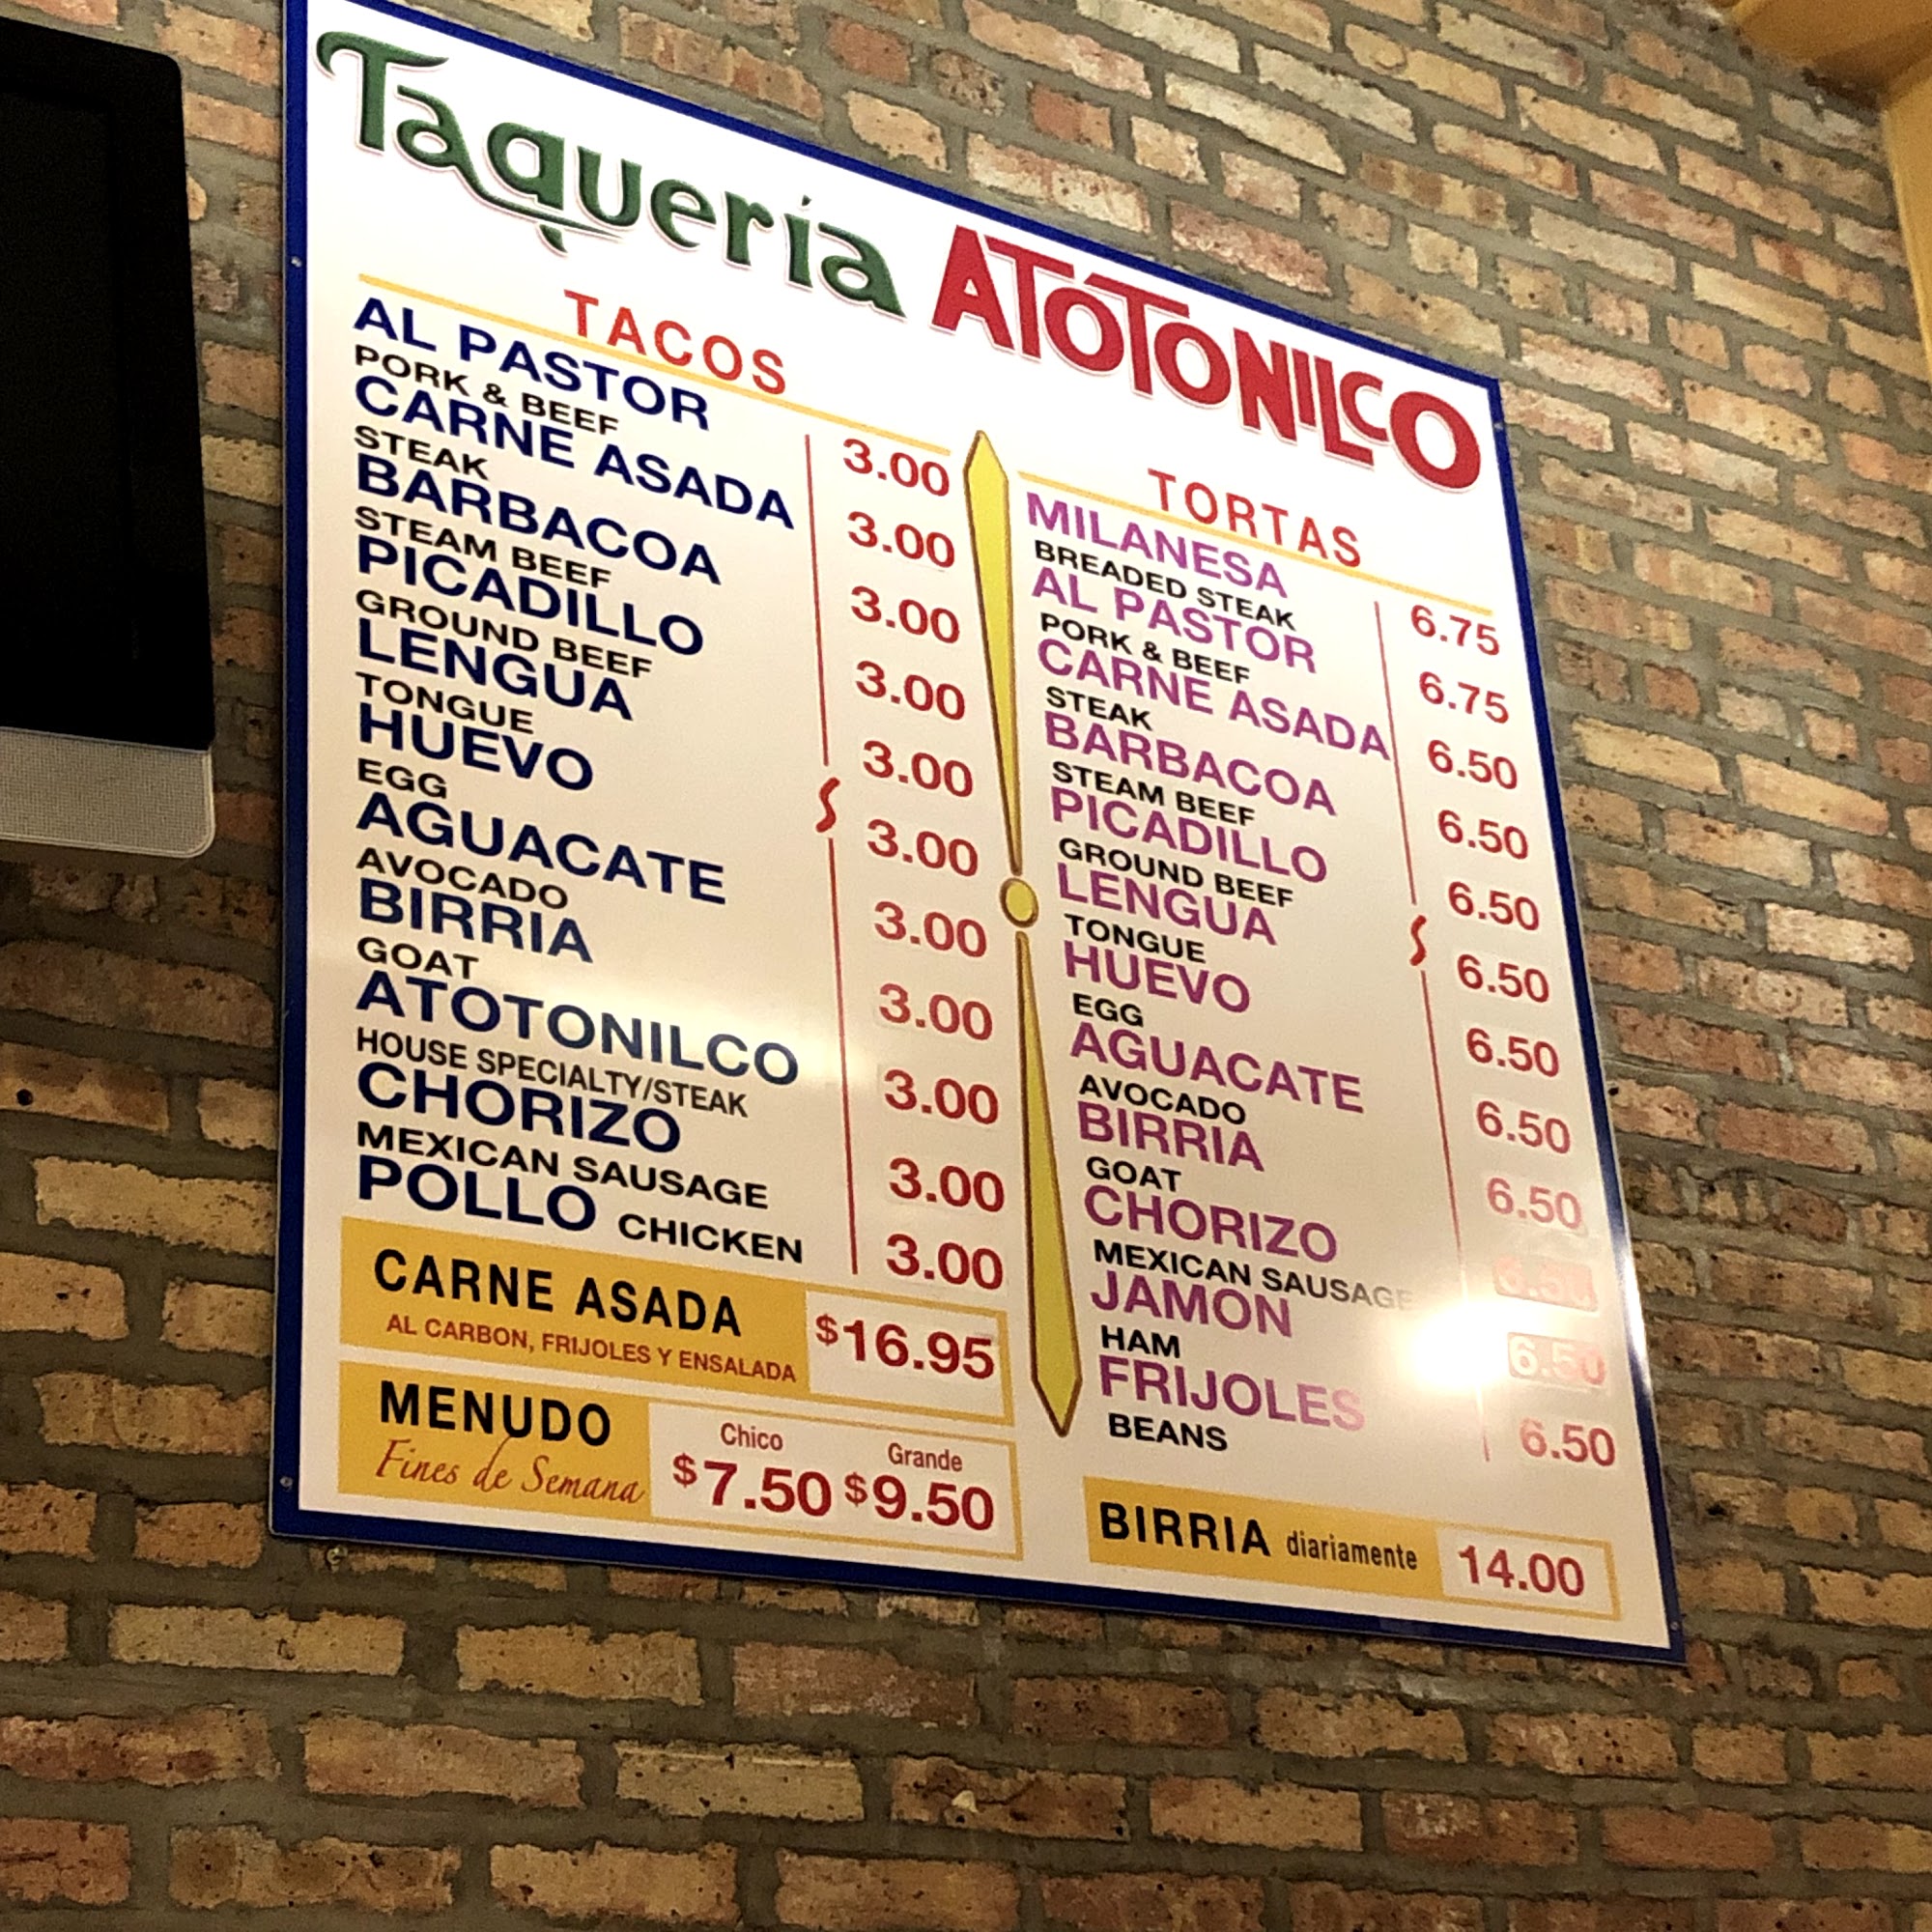 Taquería ATOTONILCO
TACOS
AL PASTOR 3.00
PORK & BEEF
CARNE ASADA 3.00
STEAK
BARBACOA 3.00
STEAM BEEF
PICADILLO 3.00
GROUND BEEF
LENGUA 3.00
TONGUE
HUEVO 3.00
EGG
AGUACATE 3.00
AVOCADO
BIRRIA 3.00
GOAT
ATOTONILCO 3.00
HOUSE SPECIALTY/STEAK
CHORIZO 3.00
MEXICAN SAUSAGE
POLLO CHICKEN 3.00
CARNE ASADA $16.95
AL CARBON, FRIJOLES Y ENSALADA
MENUDO
Fines de Semana
Chico Grande
$7.50 $9.50
TORTAS
MILANESA 6.75
BREADED STEAK
AL PASTOR 6.75
PORK & BEEF
CARNE ASADA 6.50
STEAK
BARBACOA 6.50
STEAM BEEF
PICADILLO 6.50
GROUND BEEF
LENGUA 6.50
TONGUE
HUEVO 6.50
EGG
AGUACATE 6.50
AVOCADO
BIRRIA 6.50
GOAT
CHORIZO 6.50
MEXICAN SAUSAGE
JAMON 6.50
HAM
FRIJOLES 6.50
BEANS
BIRRIA diariamente 14.00